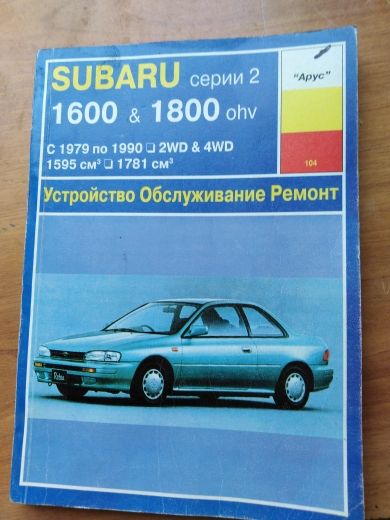 SUBARU серии 2
"Арус"
1600 & 1800 ohv
С 1979 по 1990 ❑ 2WD & 4WD
1595 см³ ❑ 1781 см³
104
Устройство Обслуживание Ремонт